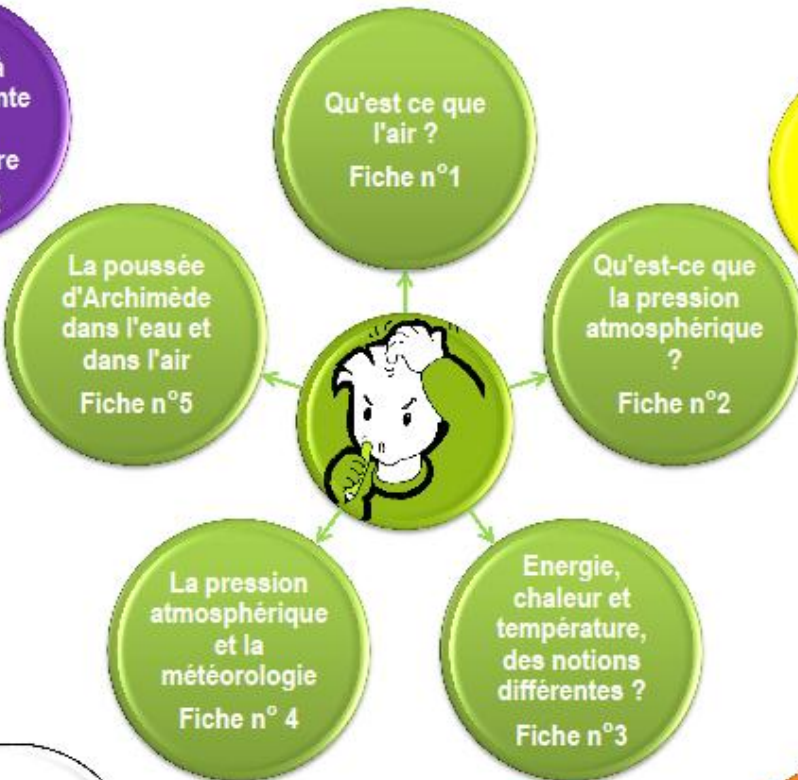 Qu'est ce que
l'air ?
Fiche n°1
Qu'est-ce que
la pression
atmosphérique
?
Fiche n°2
Energie,
chaleur et
température,
des notions
différentes ?
Fiche n°3
La pression
atmosphérique
et la
météorologie
Fiche n° 4
La poussée
d'Archimède
dans l'eau et
dans l'air
Fiche n°5